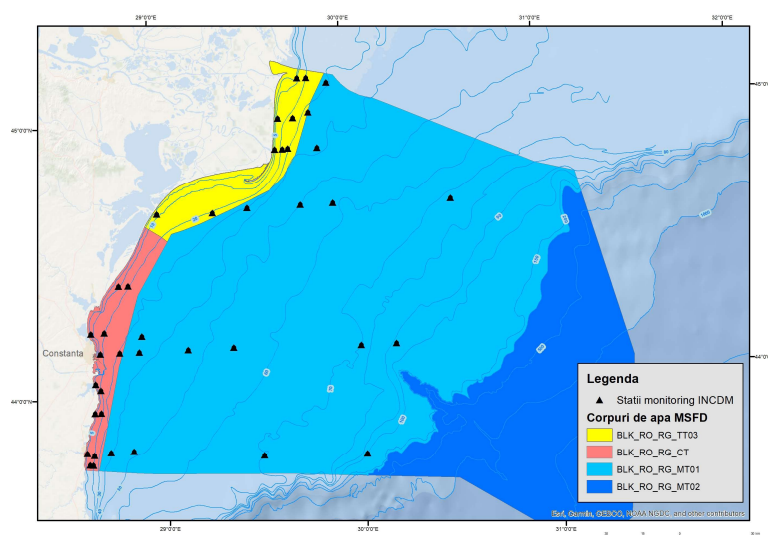 29°0'0"E 30°0'0"E 31°0'0"E 32°0'0"E
45°0'0"N
45°0'0"N
Constanta
44°0'0"N
44°0'0"N
Legenda
Statii monitoring INCDM
Corpuri de apa MSFD
BLK_RO_RG_TT03
BLK_RO_RG_CT
BLK_RO_RG_MT01
BLK_RO_RG_MT02
Esri, Garmin, GEBCO, NOAA NGDC, and other contributors
29°0'0"E 30°0'0"E 31°0'0"E